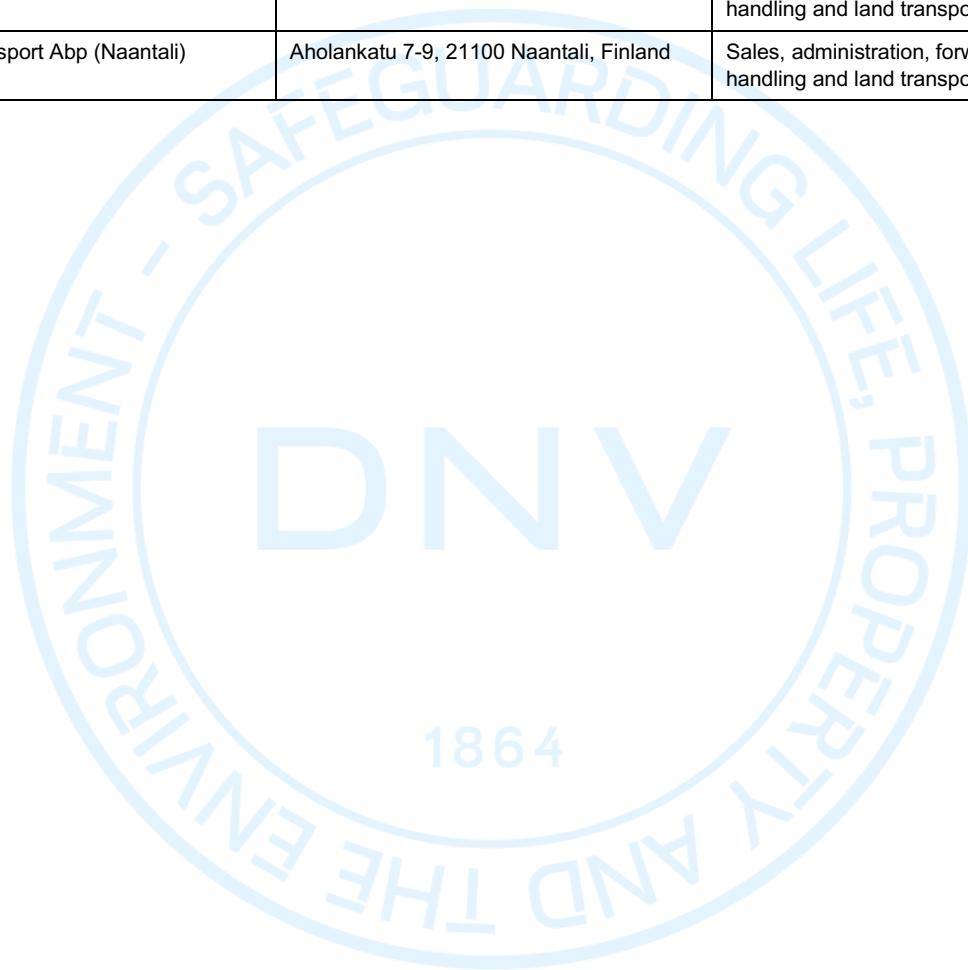 handling and land transpo
sport Abp (Naantali) Aholankatu 7-9, 21100 Naantali, Finland Sales, administration, forw
handling and land transpo
SAFEGUARDING LIFE, PROPERTY AND THE ENVIRONMENT -
DNV
1864